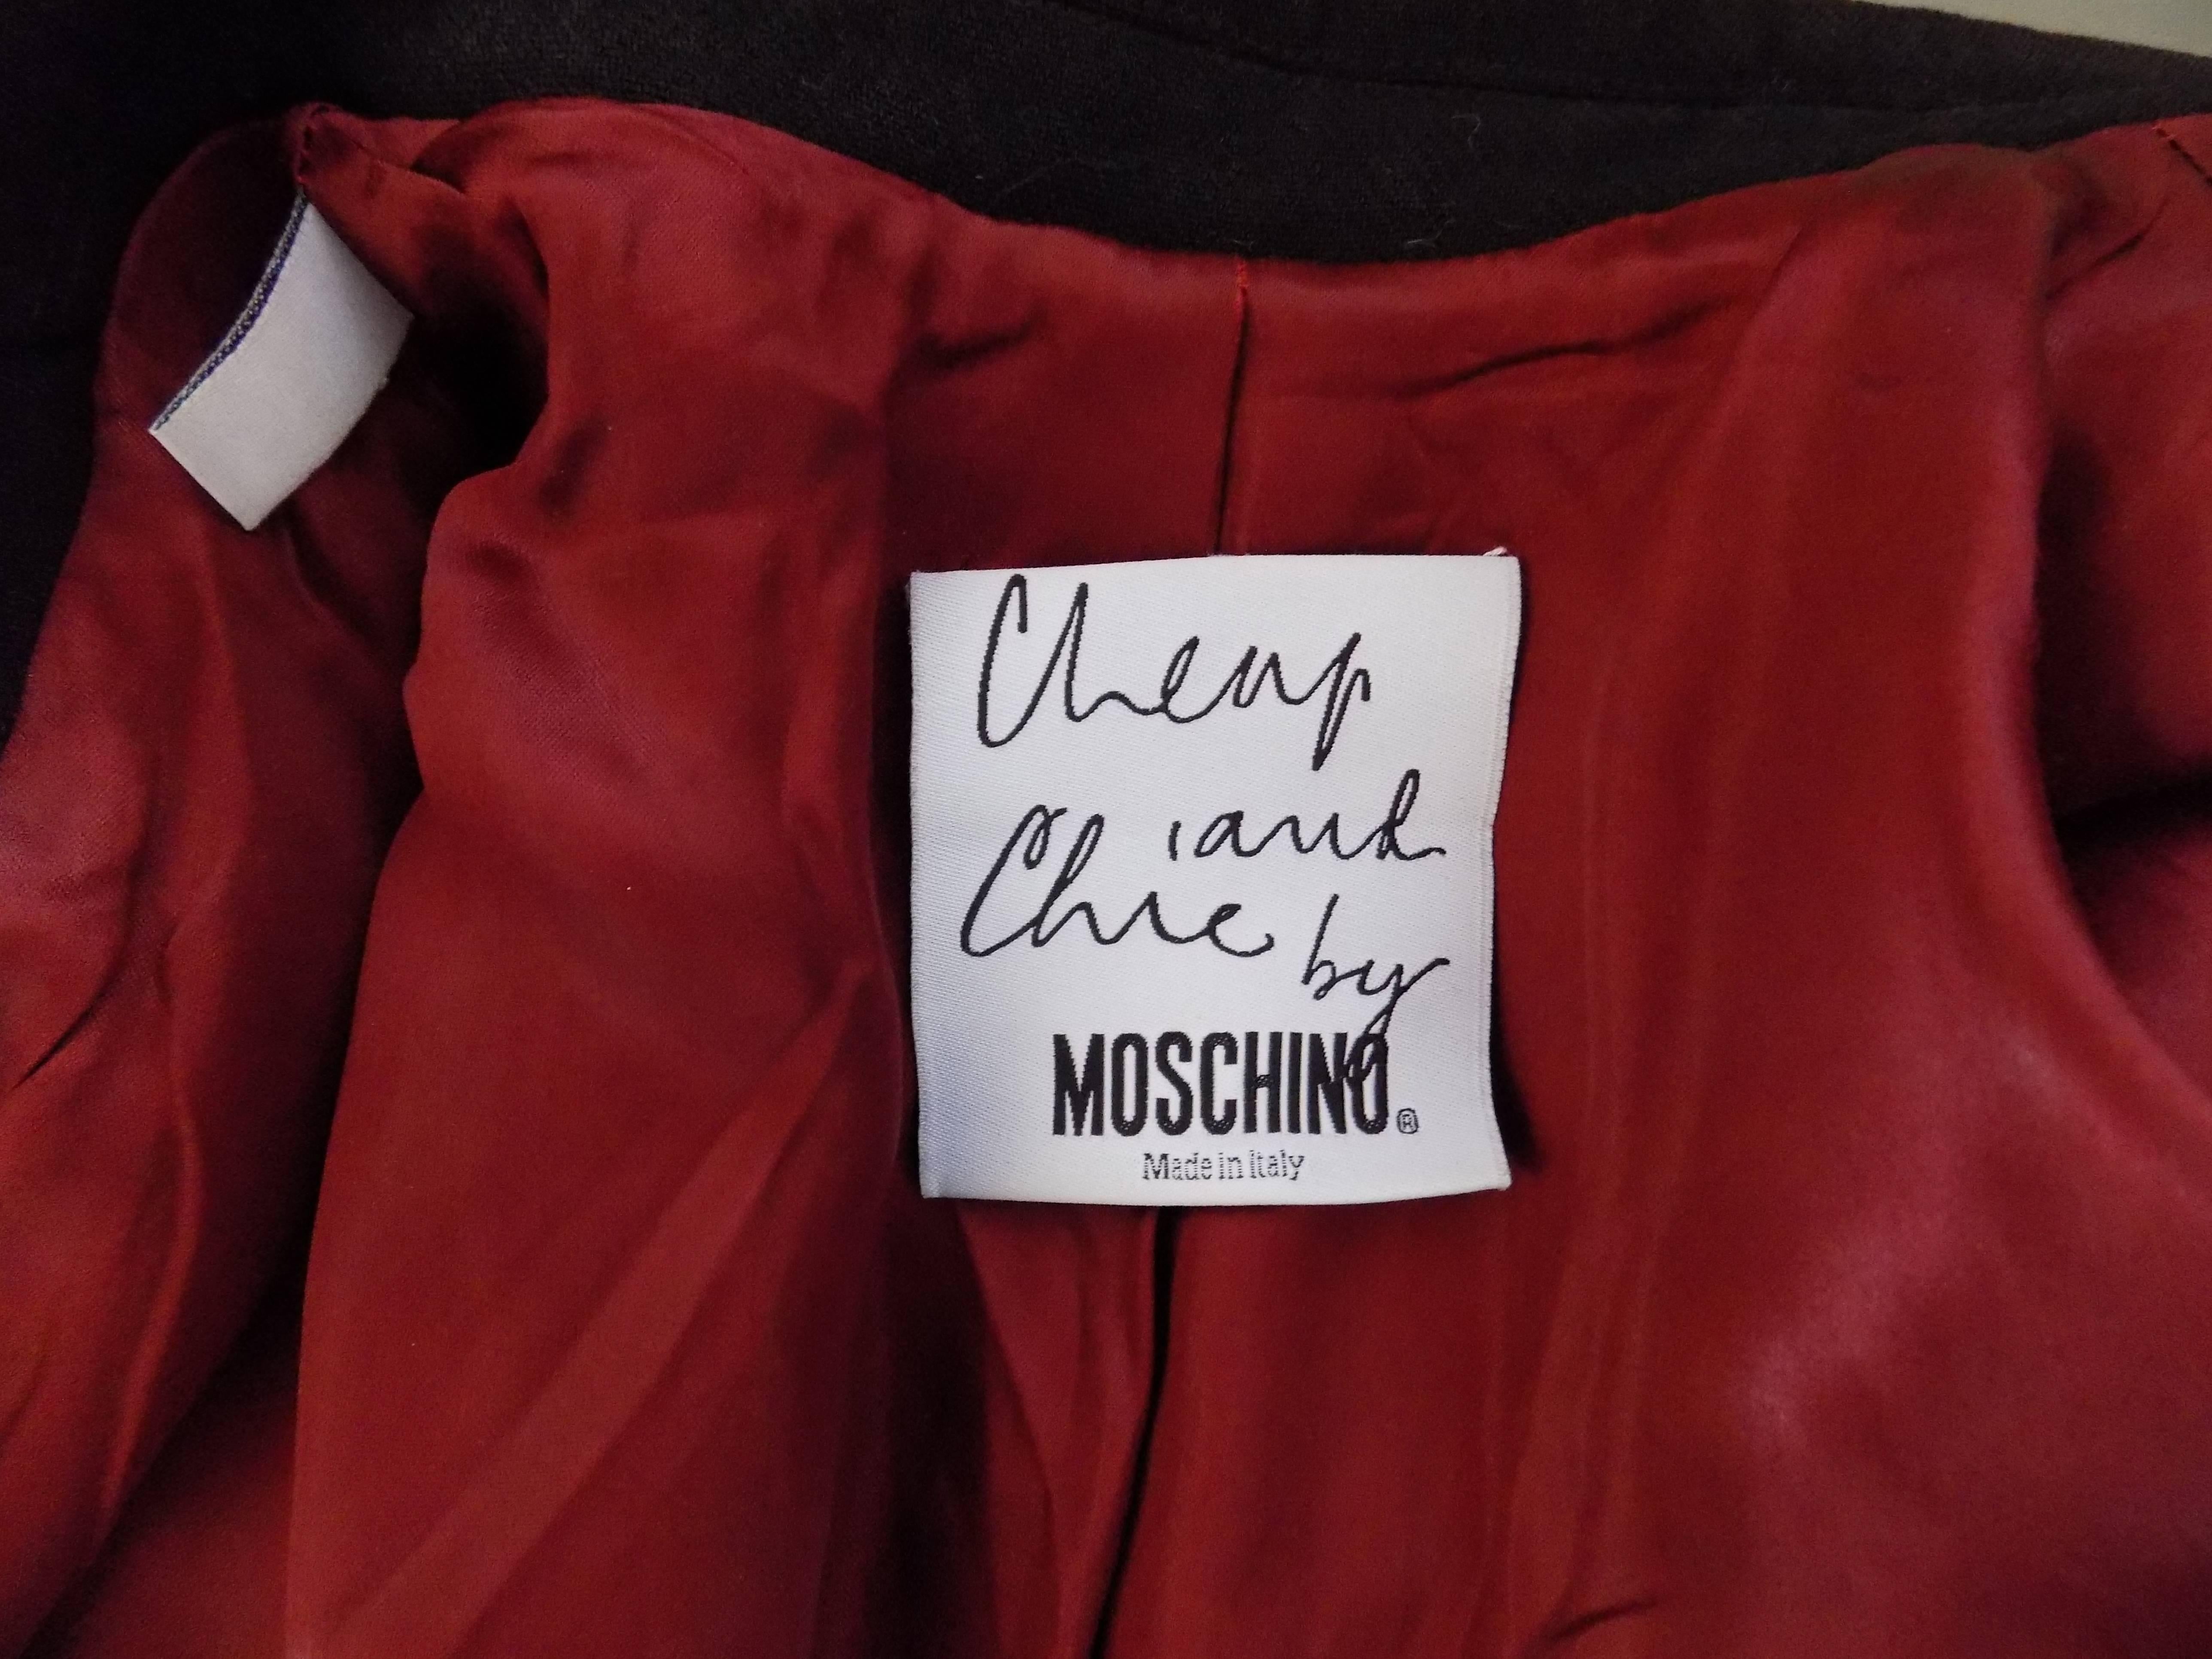 Cheap
and
Chic by
MOSCHINO®
Made in Italy